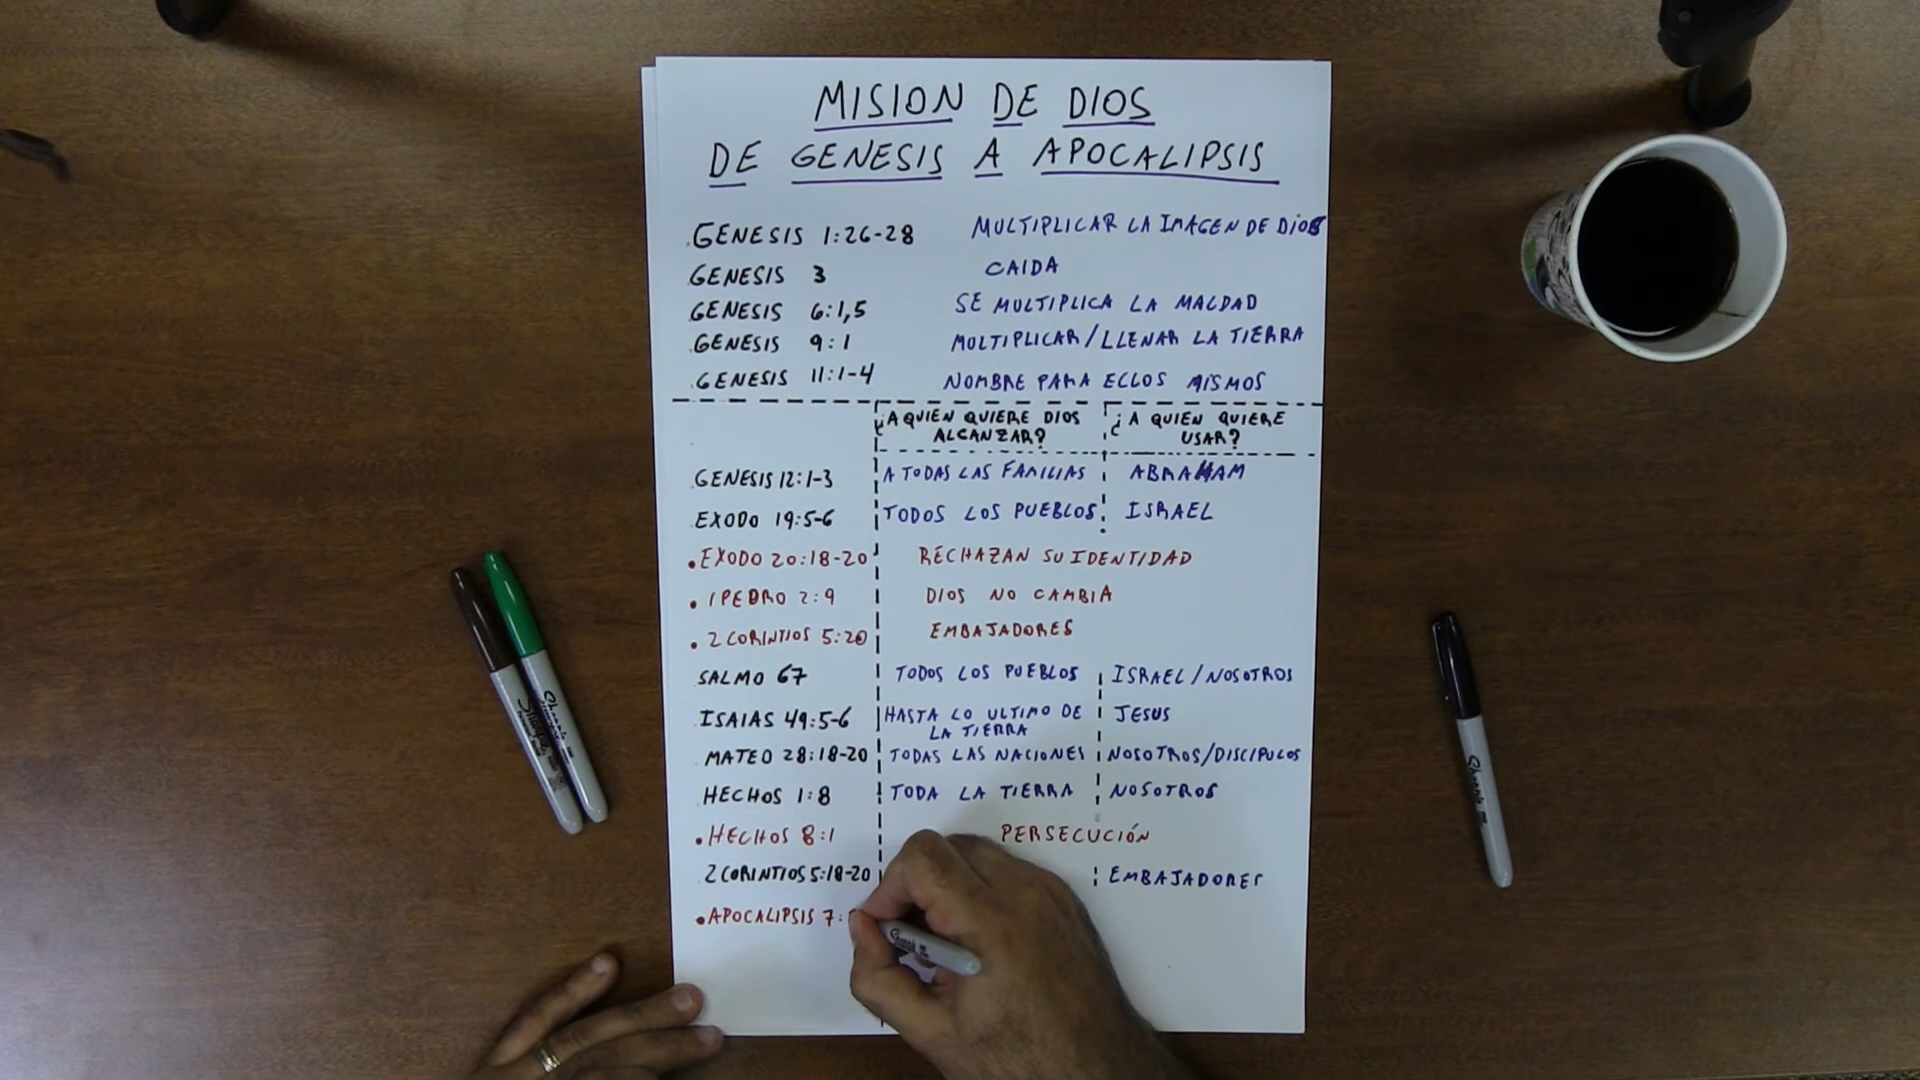 MISION DE DIOS
DE GENESIS A APOCALIPSIS
GENESIS 1:26-28 MULTIPLICAR LA IMAGEN DE DIOS
GENESIS 3 CAIDA
GENESIS 6:1,5 SE MULTIPLICA LA MALDAD
GENESIS 9:1 MULTIPLICAR/LLENAR LA TIERRA
GENESIS 11:1-4 NOMBRE PARA ELLOS MISMOS
¿A QUIEN QUIERE DIOS
ALCANZAR?
¿A QUIEN QUIERE
USAR?
GENESIS 12:1-3 A TODAS LAS FAMILIAS ABRAHAM
EXODO 19:5-6 TODOS LOS PUEBLOS ISRAEL
• EXODO 20:18-20 RECHAZAN SU IDENTIDAD
• 1 PEDRO 2:9 DIOS NO CAMBIA
• 2 CORINTIOS 5:20 EMBAJADORES
SALMO 67 TODOS LOS PUEBLOS ISRAEL/NOSOTROS
ISAIAS 49:5-6 HASTA LO ULTIMO DE
LA TIERRA
JESUS
MATEO 28:18-20 TODAS LAS NACIONES NOSOTROS/DISCIPULOS
HECHOS 1:8 TODA LA TIERRA NOSOTROS
• HECHOS 8:1 PERSECUCIÓN
2 CORINTIOS 5:18-20 EMBAJADORES
• APOCALIPSIS 7:
Sharpie
Sharpie
Sharpie
Sharpie